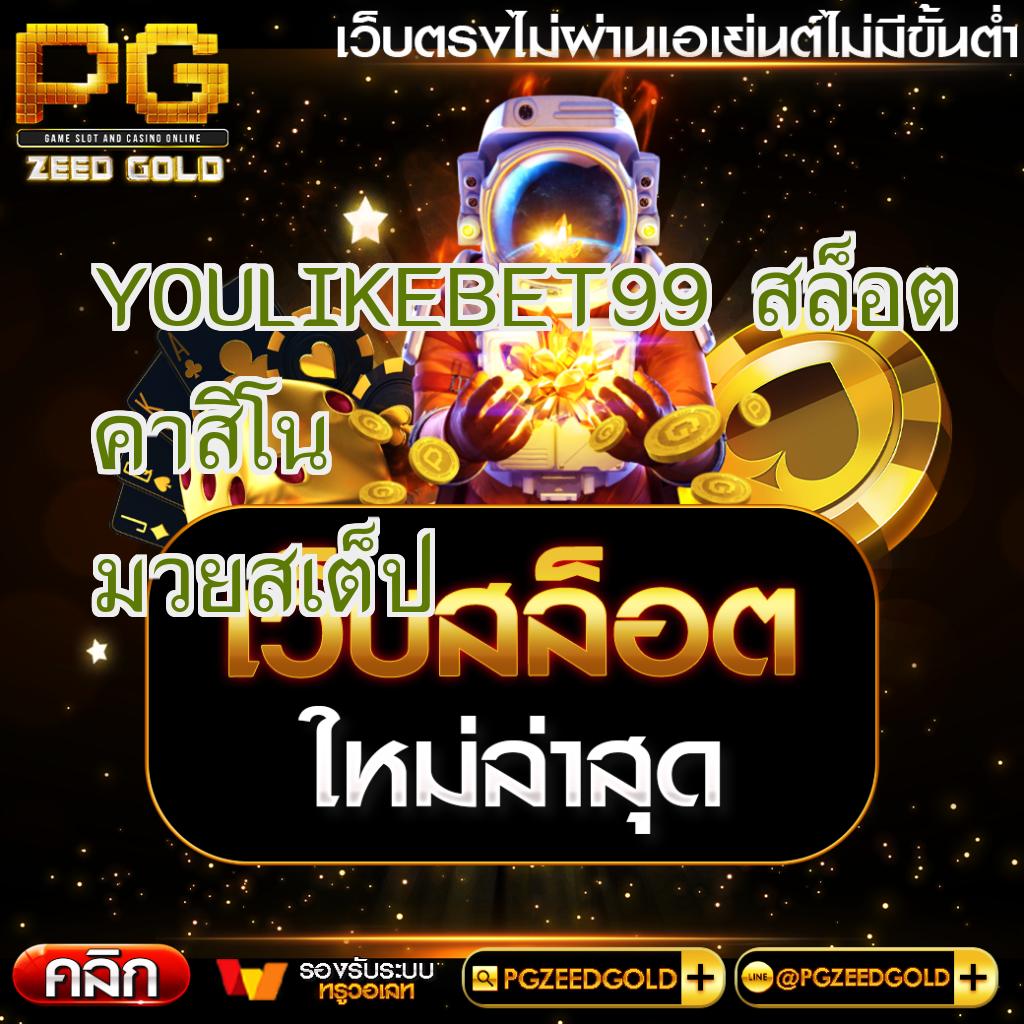 เว็บตรงไม่ผ่านเอเย่นต์ไม่มีขั้นต่ำ
PG
GAME SLOT AND CASINO ONLINE
ZEED GOLD
YOULIKEBET99 สล็อต
คาสิโน
มวยสเต็ป
เว็บสล็อต
ใหม่ล่าสุด
คลิก
รองรับระบบ
ทรูวอเลท
PGZEEDGOLD +
LINE @PGZEEDGOLD +